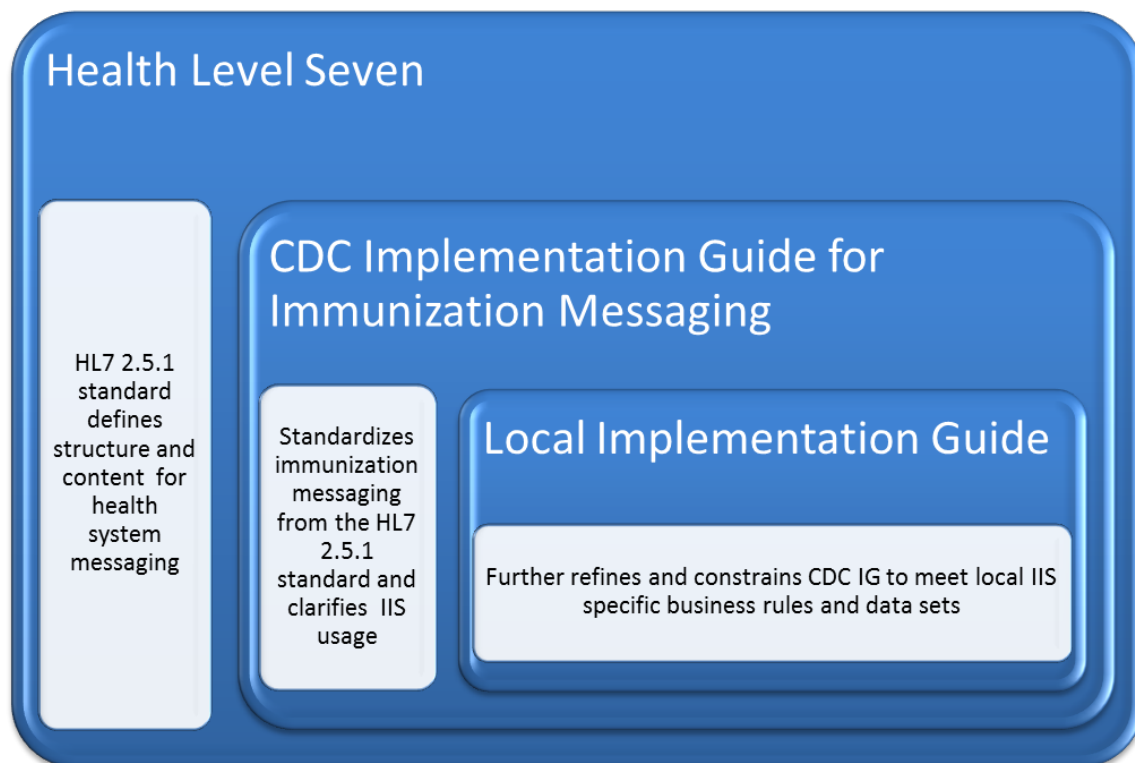 Health Level Seven
HL7 2.5.1
standard
defines
structure and
content for
health
system
messaging
CDC Implementation Guide for
Immunization Messaging
Standardizes
immunization
messaging
from the HL7
2.5.1
standard and
clarifies IIS
usage
Local Implementation Guide
Further refines and constrains CDC IG to meet local IIS
specific business rules and data sets